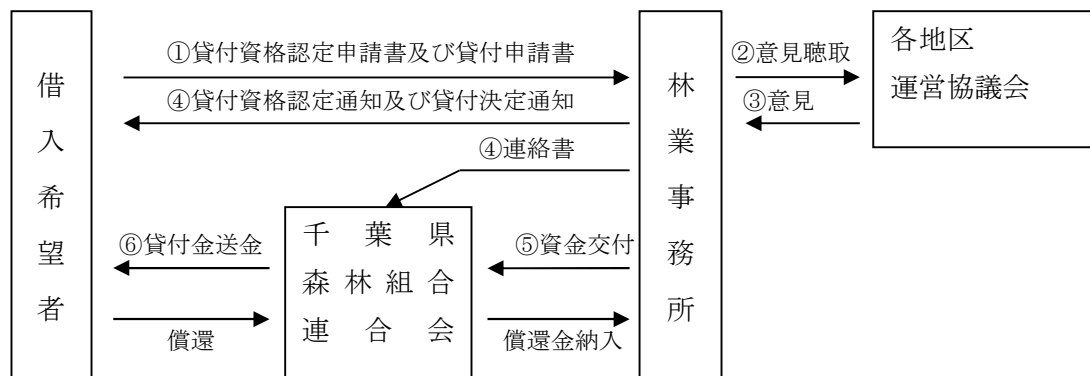 借入希望者
①貸付資格認定申請書及び貸付申請書
④貸付資格認定通知及び貸付決定通知
④連絡書
林業事務所
②意見聴取
③意見
各地区
運営協議会
⑥貸付金送金
償還
千葉県
森林組合
連合会
⑤資金交付
償還金納入